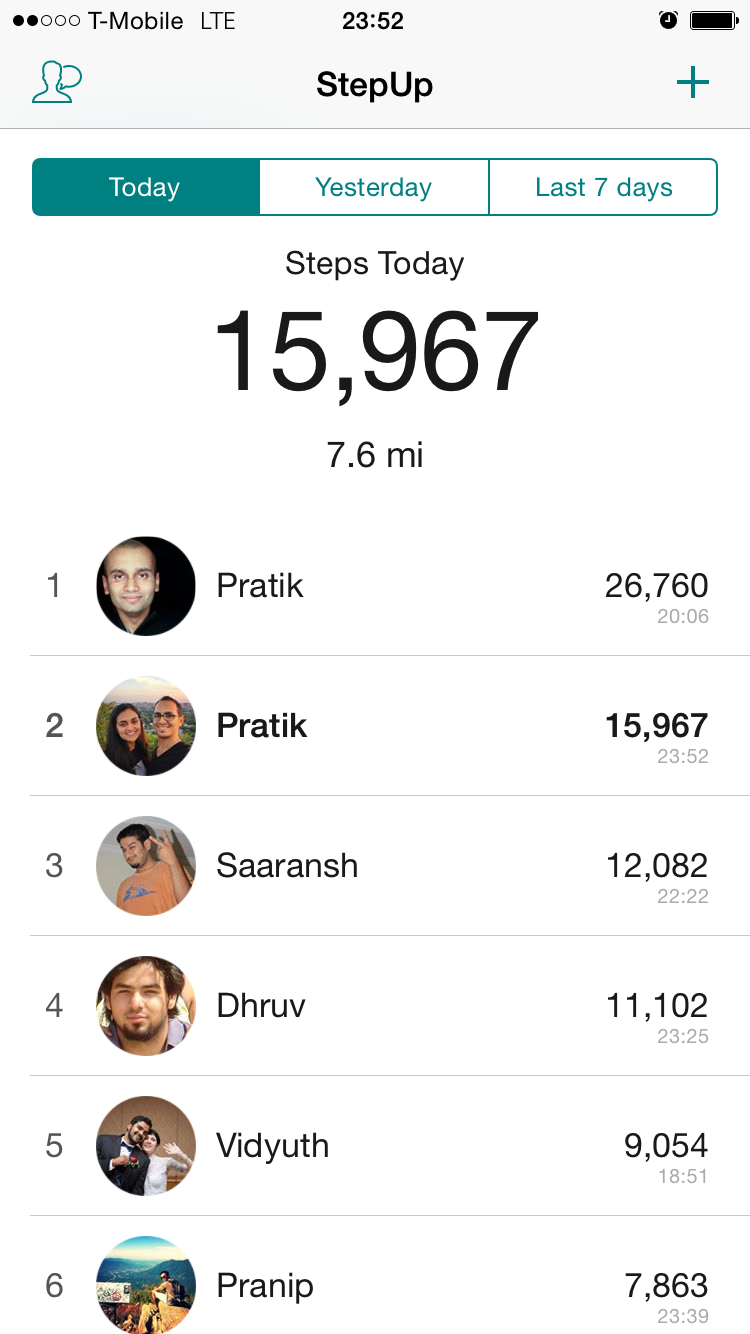 T-Mobile LTE 23:52
StepUp
Today Yesterday Last 7 days
Steps Today
15,967
7.6 mi
1 Pratik 26,760
20:06
2 Pratik 15,967
23:52
3 Saaransh 12,082
22:22
4 Dhruv 11,102
23:25
5 Vidyuth 9,054
18:51
6 Pranip 7,863
23:39